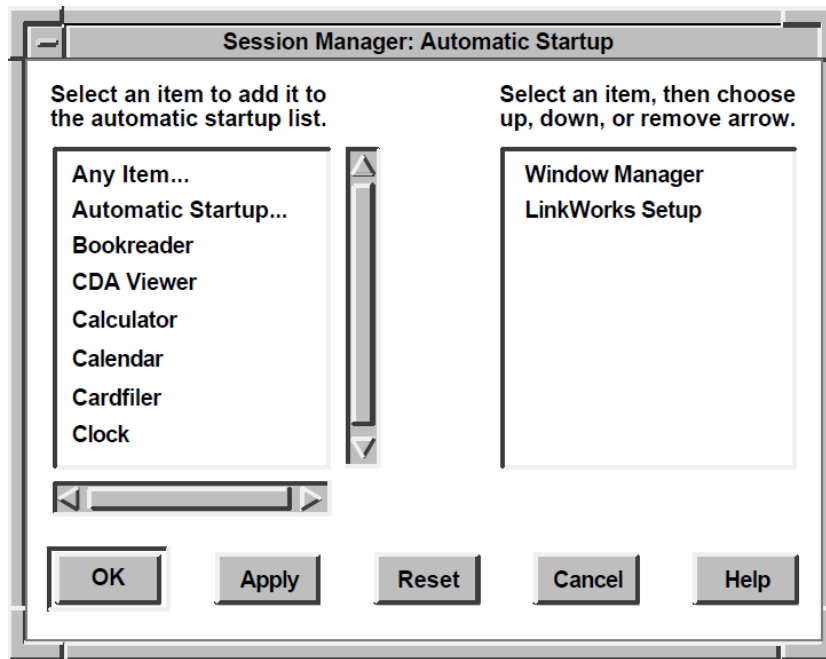 Session Manager: Automatic Startup
Select an item to add it to
the automatic startup list.
Any Item...
Automatic Startup...
Bookreader
CDA Viewer
Calculator
Calendar
Cardfiler
Clock
Select an item, then choose
up, down, or remove arrow.
Window Manager
LinkWorks Setup
OK
Apply
Reset
Cancel
Help